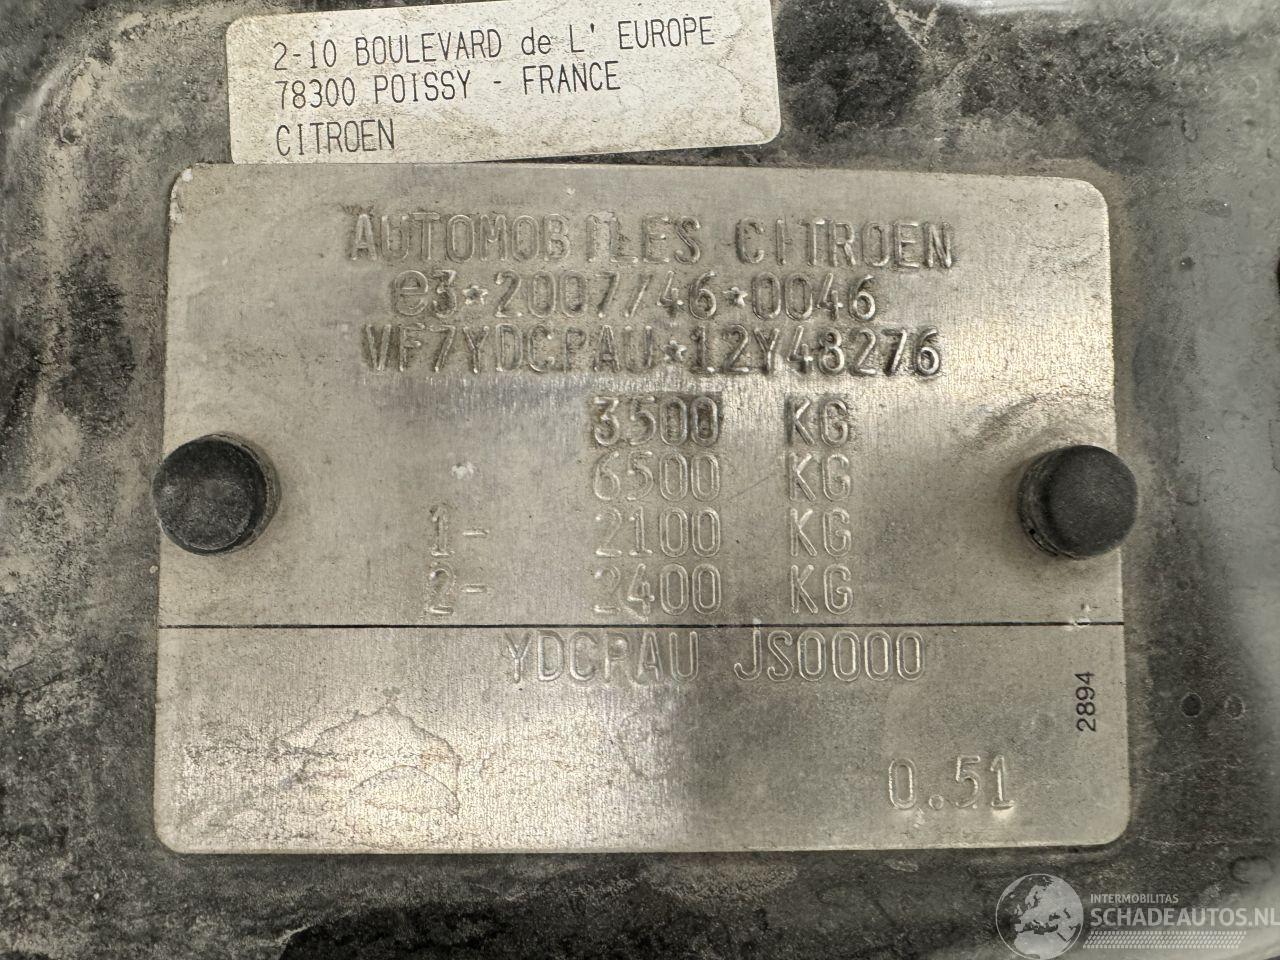 2-10 BOULEVARD de L' EUROPE
78300 POISSY - FRANCE
CITROEN
AUTOMOBILES CITROEN
e3*2007/46*0046
VF7YDCPAU*12Y48276
3500 KG
6500 KG
1- 2100 KG
2- 2400 KG
YDCPAU JS0000
2894
0.51
INTERMOBILITAS
SCHADEAUTOS.NL